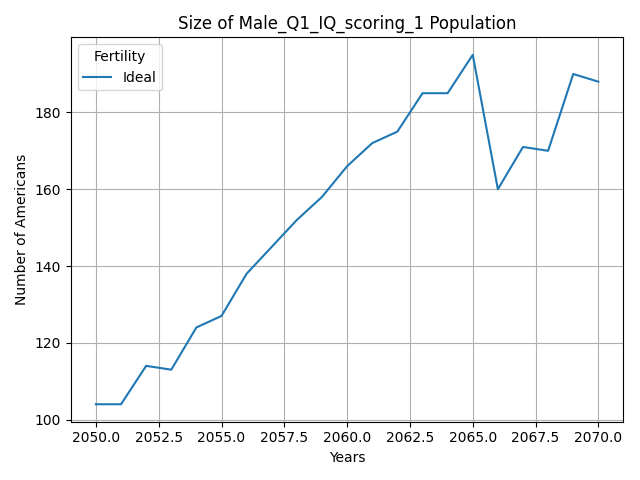 Size of Male_Q1_IQ_scoring_1 Population
Fertility
Ideal
Number of Americans
180
160
140
120
100
2050.0 2052.5 2055.0 2057.5 2060.0 2062.5 2065.0 2067.5 2070.0
Years